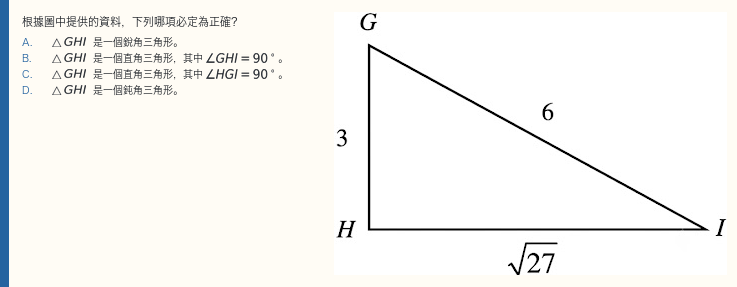 根據圖中提供的資料，下列哪項必定為正確？
A. △GHI 是一個銳角三角形。
B. △GHI 是一個直角三角形，其中 ∠GHI = 90°。
C. △GHI 是一個直角三角形，其中 ∠HGI = 90°。
D. △GHI 是一個鈍角三角形。
G
6
3
H
I
√27